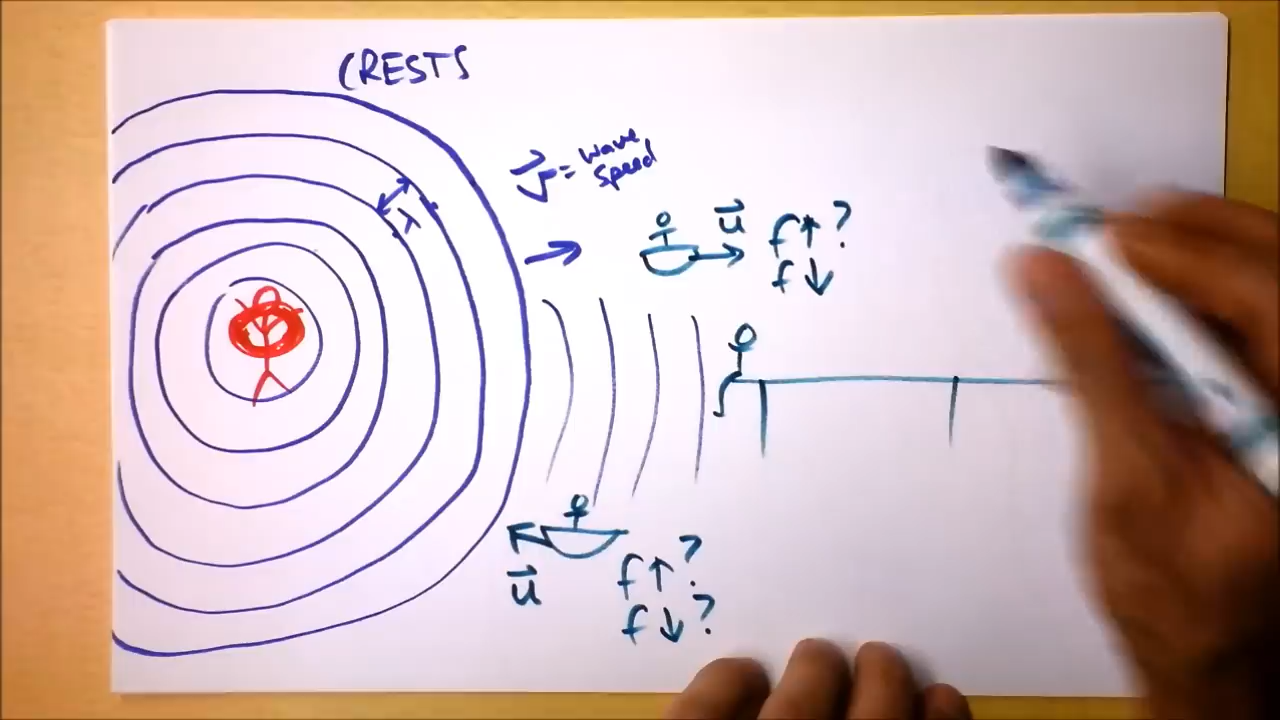 CRESTS
v⃗ = wave
speed
λ
u⃗ f↑?
f↓
u⃗ f↑?
f↓?